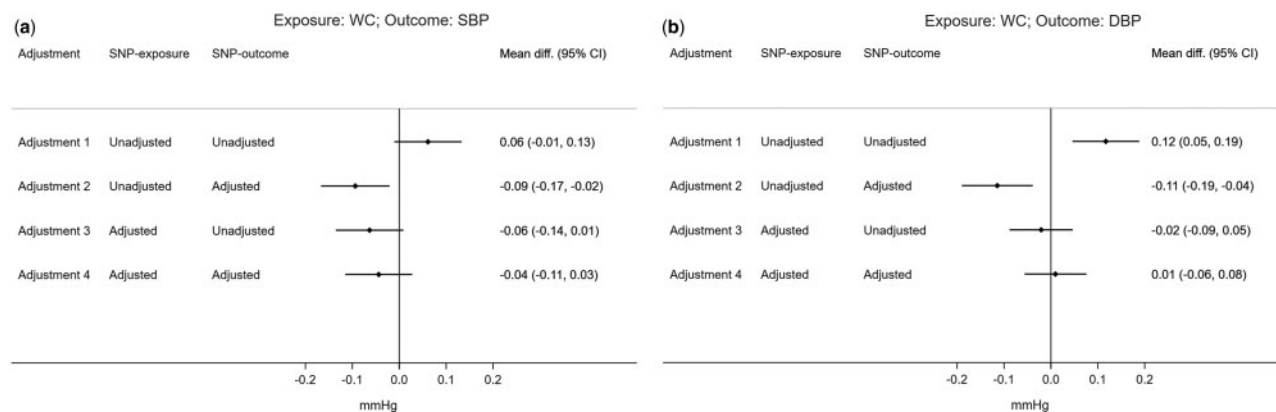 (a) Exposure: WC; Outcome: SBP
Adjustment SNP-exposure SNP-outcome Mean diff. (95% CI)
Adjustment 1 Unadjusted Unadjusted 0.06 (-0.01, 0.13)
Adjustment 2 Unadjusted Adjusted -0.09 (-0.17, -0.02)
Adjustment 3 Adjusted Unadjusted -0.06 (-0.14, 0.01)
Adjustment 4 Adjusted Adjusted -0.04 (-0.11, 0.03)
-0.2 -0.1 0.0 0.1 0.2
mmHg
(b) Exposure: WC; Outcome: DBP
Adjustment SNP-exposure SNP-outcome Mean diff. (95% CI)
Adjustment 1 Unadjusted Unadjusted 0.12 (0.05, 0.19)
Adjustment 2 Unadjusted Adjusted -0.11 (-0.19, -0.04)
Adjustment 3 Adjusted Unadjusted -0.02 (-0.09, 0.05)
Adjustment 4 Adjusted Adjusted 0.01 (-0.06, 0.08)
-0.2 -0.1 0.0 0.1 0.2
mmHg